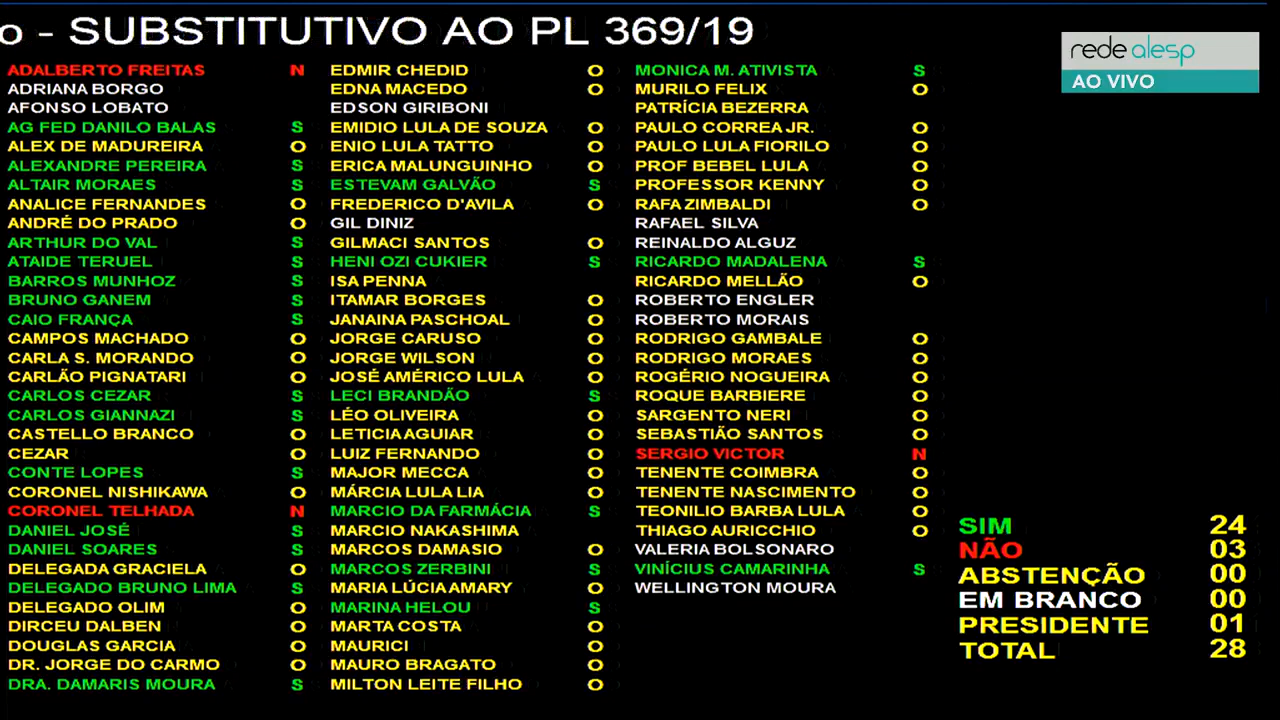 o - SUBSTITUTIVO AO PL 369/19
rede alesp
AO VIVO
ADALBERTO FREITAS N
ADRIANA BORGO
AFONSO LOBATO
AG FED DANILO BALAS S
ALEX DE MADUREIRA O
ALEXANDRE PEREIRA S
ALTAIR MORAES S
ANALICE FERNANDES O
ANDRÉ DO PRADO O
ARTHUR DO VAL S
ATAIDE TERUEL S
BARROS MUNHOZ S
BRUNO GANEM S
CAIO FRANÇA S
CAMPOS MACHADO O
CARLA S. MORANDO O
CARLÃO PIGNATARI O
CARLOS CEZAR S
CARLOS GIANNAZI S
CASTELLO BRANCO O
CEZAR O
CONTE LOPES S
CORONEL NISHIKAWA O
CORONEL TELHADA N
DANIEL JOSÉ S
DANIEL SOARES S
DELEGADA GRACIELA O
DELEGADO BRUNO LIMA S
DELEGADO OLIM O
DIRCEU DALBEN O
DOUGLAS GARCIA O
DR. JORGE DO CARMO O
DRA. DAMARIS MOURA S
EDMIR CHEDID O
EDNA MACEDO O
EDSON GIRIBONI
EMIDIO LULA DE SOUZA O
ENIO LULA TATTO O
ERICA MALUNGUINHO O
ESTEVAM GALVÃO S
FREDERICO D'AVILA O
GIL DINIZ
GILMACI SANTOS O
HENI OZI CUKIER S
ISA PENNA
ITAMAR BORGES O
JANAINA PASCHOAL O
JORGE CARUSO O
JORGE WILSON O
JOSÉ AMÉRICO LULA O
LECI BRANDÃO S
LÉO OLIVEIRA O
LETICIA AGUIAR O
LUIZ FERNANDO O
MAJOR MECCA O
MÁRCIA LULA LIA O
MARCIO DA FARMÁCIA S
MARCIO NAKASHIMA
MARCOS DAMASIO O
MARCOS ZERBINI S
MARIA LÚCIA AMARY O
MARINA HELOU S
MARTA COSTA O
MAURICI O
MAURO BRAGATO O
MILTON LEITE FILHO O
MONICA M. ATIVISTA S
MURILO FELIX O
PATRÍCIA BEZERRA
PAULO CORREA JR. O
PAULO LULA FIORILO O
PROF BEBEL LULA O
PROFESSOR KENNY O
RAFA ZIMBALDI O
RAFAEL SILVA
REINALDO ALGUZ
RICARDO MADALENA S
RICARDO MELLÃO O
ROBERTO ENGLER
ROBERTO MORAIS
RODRIGO GAMBALE O
RODRIGO MORAES O
ROGÉRIO NOGUEIRA O
ROQUE BARBIERE O
SARGENTO NERI O
SEBASTIÃO SANTOS O
SERGIO VICTOR N
TENENTE COIMBRA O
TENENTE NASCIMENTO O
TEONILIO BARBA LULA O
THIAGO AURICCHIO O
VALERIA BOLSONARO
VINÍCIUS CAMARINHA S
WELLINGTON MOURA
SIM 24
NÃO 03
ABSTENÇÃO 00
EM BRANCO 00
PRESIDENTE 01
TOTAL 28